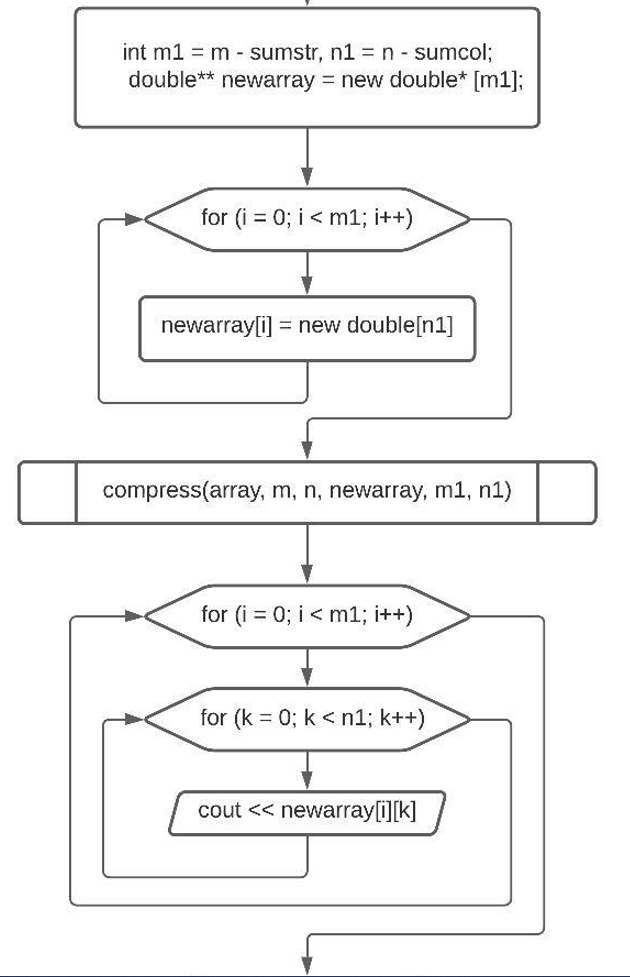 int m1 = m - sumstr, n1 = n - sumcol;
double** newarray = new double* [m1];
for (i = 0; i < m1; i++)
newarray[i] = new double[n1]
compress(array, m, n, newarray, m1, n1)
for (i = 0; i < m1; i++)
for (k = 0; k < n1; k++)
cout << newarray[i][k]